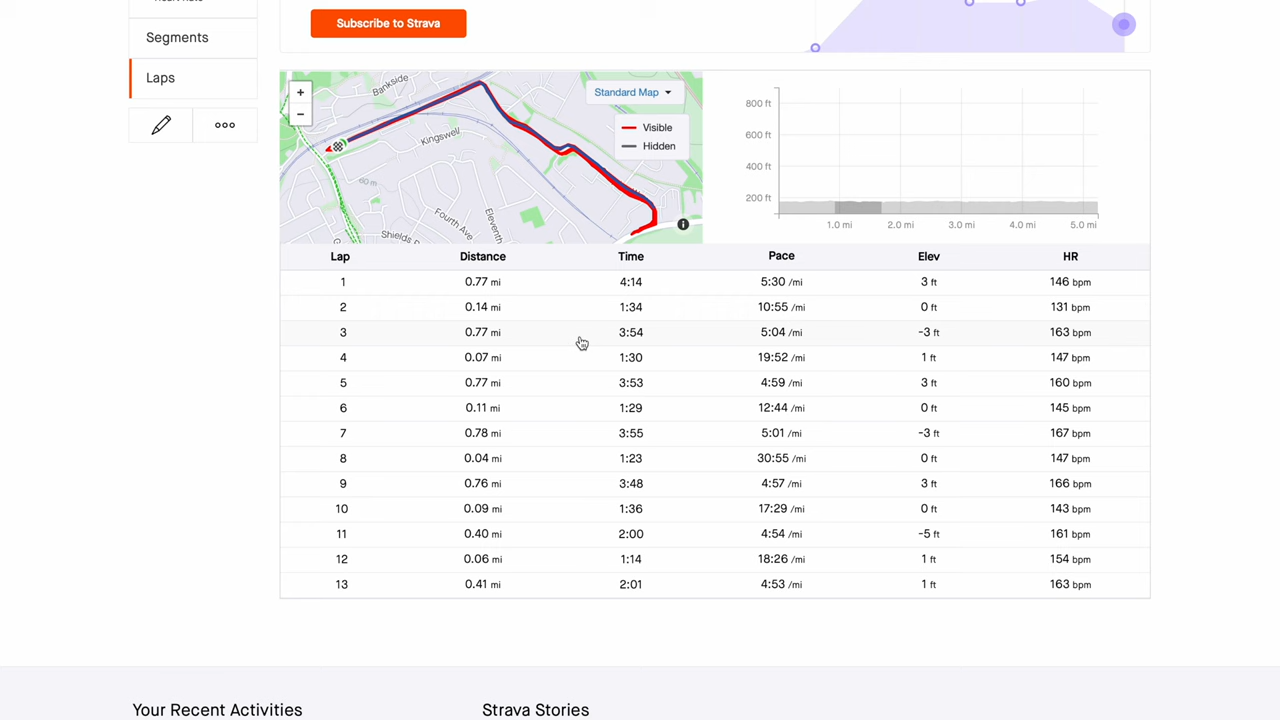 Subscribe to Strava
Segments
Laps
Bankside
Kingswell
60 m
Fourth Ave
Eleventh
Shields
+
−
Standard Map
Visible
Hidden
800 ft
600 ft
400 ft
200 ft
1.0 mi 2.0 mi 3.0 mi 4.0 mi 5.0 mi
Lap Distance Time Pace Elev HR
1 0.77 mi 4:14 5:30 /mi 3 ft 146 bpm
2 0.14 mi 1:34 10:55 /mi 0 ft 131 bpm
3 0.77 mi 3:54 5:04 /mi -3 ft 163 bpm
4 0.07 mi 1:30 19:52 /mi 1 ft 147 bpm
5 0.77 mi 3:53 4:59 /mi 3 ft 160 bpm
6 0.11 mi 1:29 12:44 /mi 0 ft 145 bpm
7 0.78 mi 3:55 5:01 /mi -3 ft 167 bpm
8 0.04 mi 1:23 30:55 /mi 0 ft 147 bpm
9 0.76 mi 3:48 4:57 /mi 3 ft 166 bpm
10 0.09 mi 1:36 17:29 /mi 0 ft 143 bpm
11 0.40 mi 2:00 4:54 /mi -5 ft 161 bpm
12 0.06 mi 1:14 18:26 /mi 1 ft 154 bpm
13 0.41 mi 2:01 4:53 /mi 1 ft 163 bpm
Your Recent Activities
Strava Stories